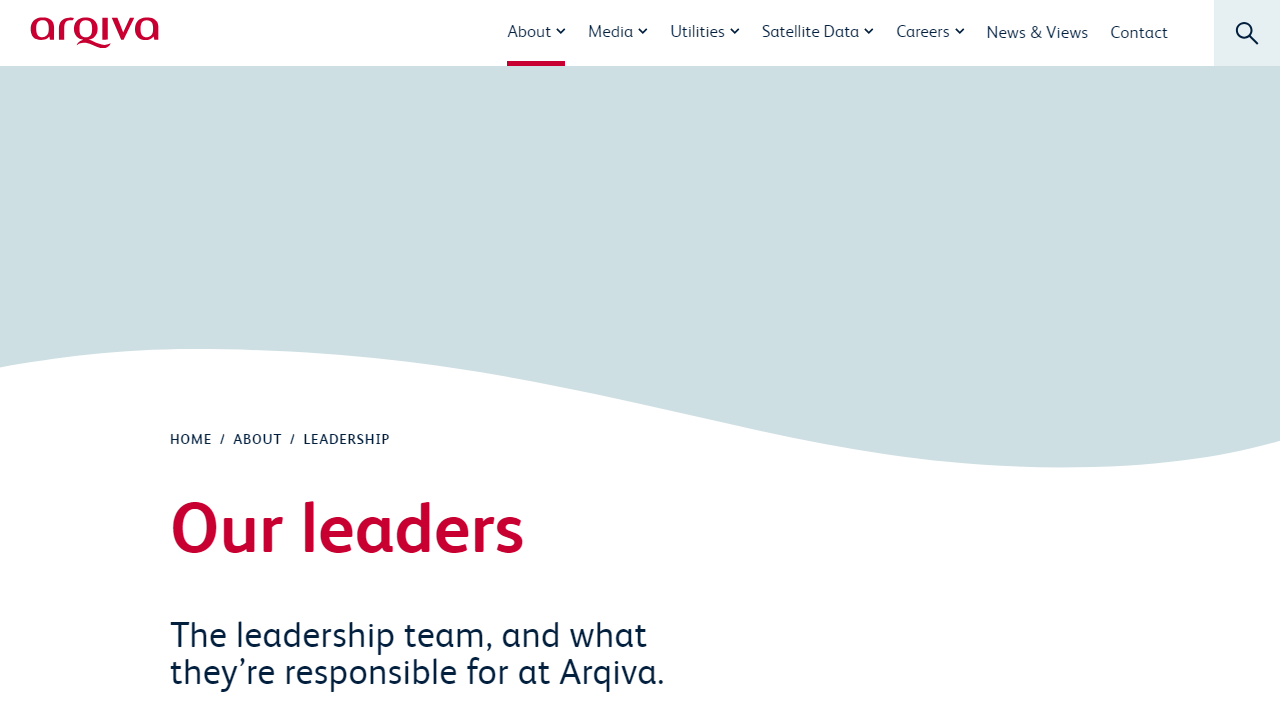 arqiva
About
Media
Utilities
Satellite Data
Careers
News & Views
Contact
HOME / ABOUT / LEADERSHIP
Our leaders
The leadership team, and what
they’re responsible for at Arqiva.